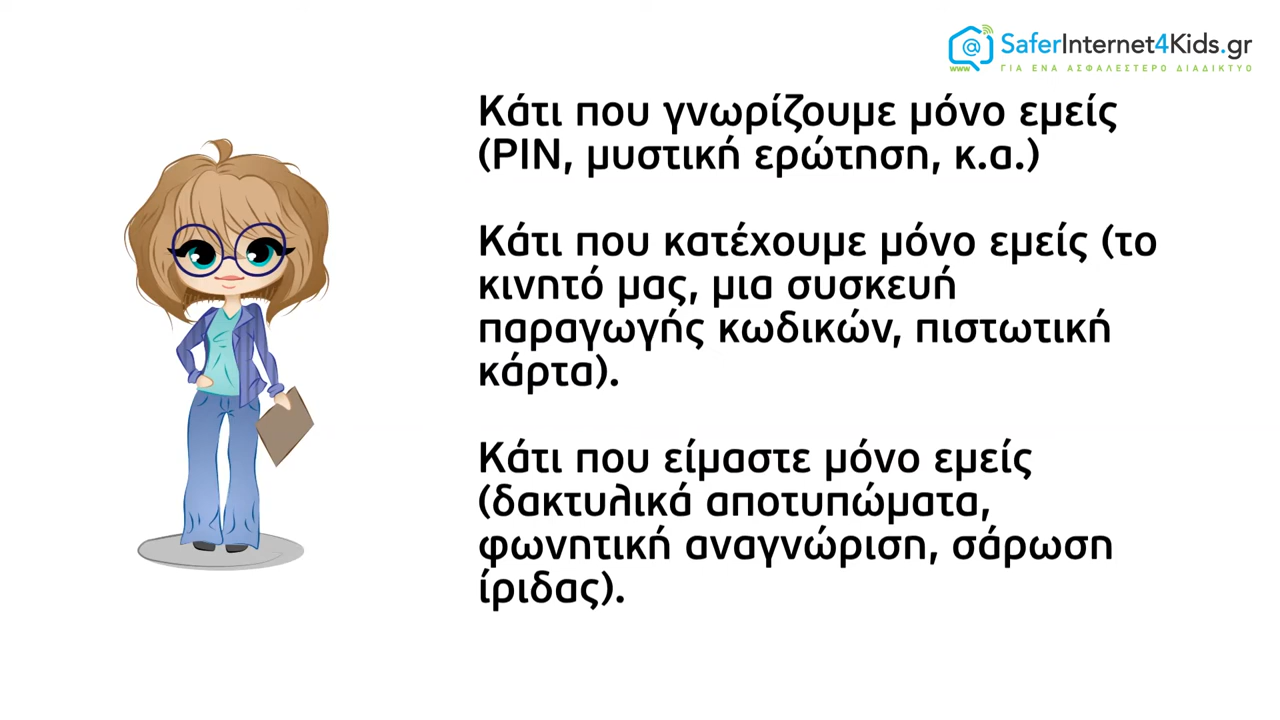 SaferInternet4Kids.gr
www ΓΙΑ ΕΝΑ ΑΣΦΑΛΕΣΤΕΡΟ ΔΙΑΔΙΚΤΥΟ
Κάτι που γνωρίζουμε μόνο εμείς
(PIN, μυστική ερώτηση, κ.α.)
Κάτι που κατέχουμε μόνο εμείς (το
κινητό μας, μια συσκευή
παραγωγής κωδικών, πιστωτική
κάρτα).
Κάτι που είμαστε μόνο εμείς
(δακτυλικά αποτυπώματα,
φωνητική αναγνώριση, σάρωση
ίριδας).